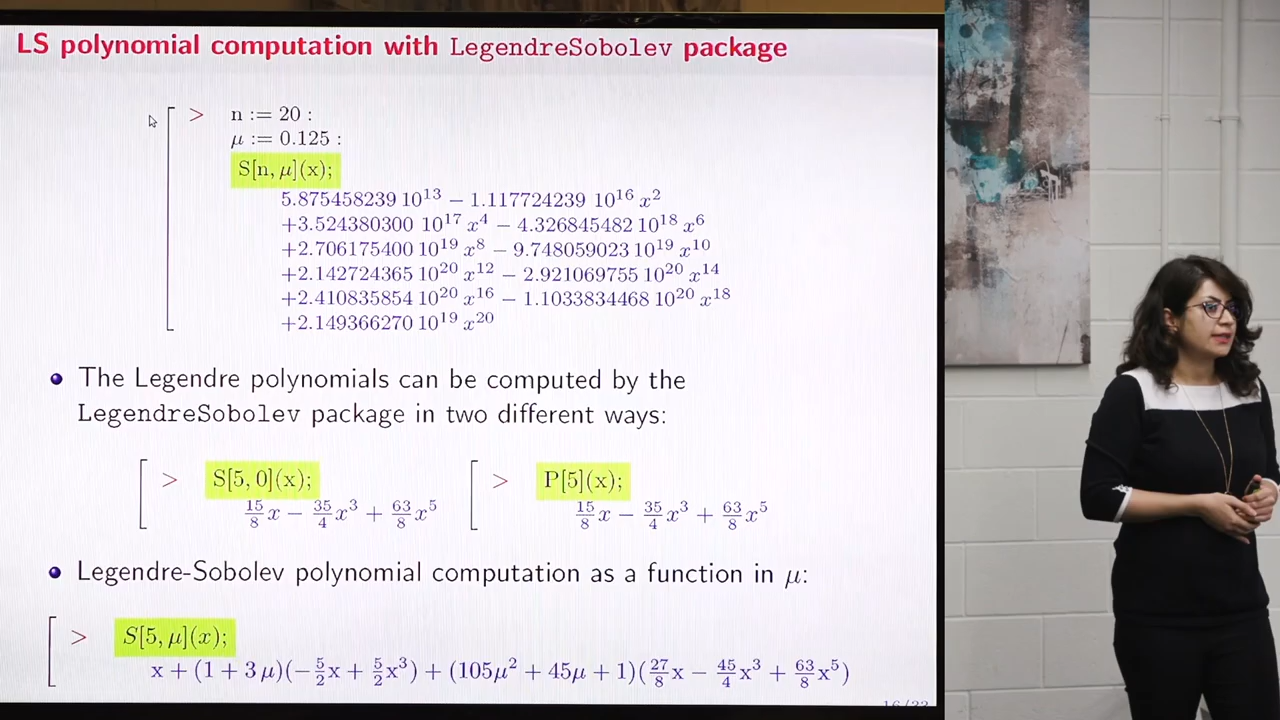 LS polynomial computation with LegendreSobolev package
> n := 20 :
μ := 0.125 :
S[n, μ](x);
5.875458239 10^13 − 1.117724239 10^16 x^2
+3.524380300 10^17 x^4 − 4.326845482 10^18 x^6
+2.706175400 10^19 x^8 − 9.748059023 10^19 x^10
+2.142724365 10^20 x^12 − 2.921069755 10^20 x^14
+2.410835854 10^20 x^16 − 1.1033834468 10^20 x^18
+2.149366270 10^19 x^20
• The Legendre polynomials can be computed by the
LegendreSobolev package in two different ways:
> S[5, 0](x);
15/8 x − 35/4 x^3 + 63/8 x^5
> P[5](x);
15/8 x − 35/4 x^3 + 63/8 x^5
• Legendre-Sobolev polynomial computation as a function in μ:
> S[5, μ](x);
x + (1 + 3 μ)(−5/2 x + 5/2 x^3) + (105μ^2 + 45μ + 1)(27/8 x − 45/4 x^3 + 63/8 x^5)